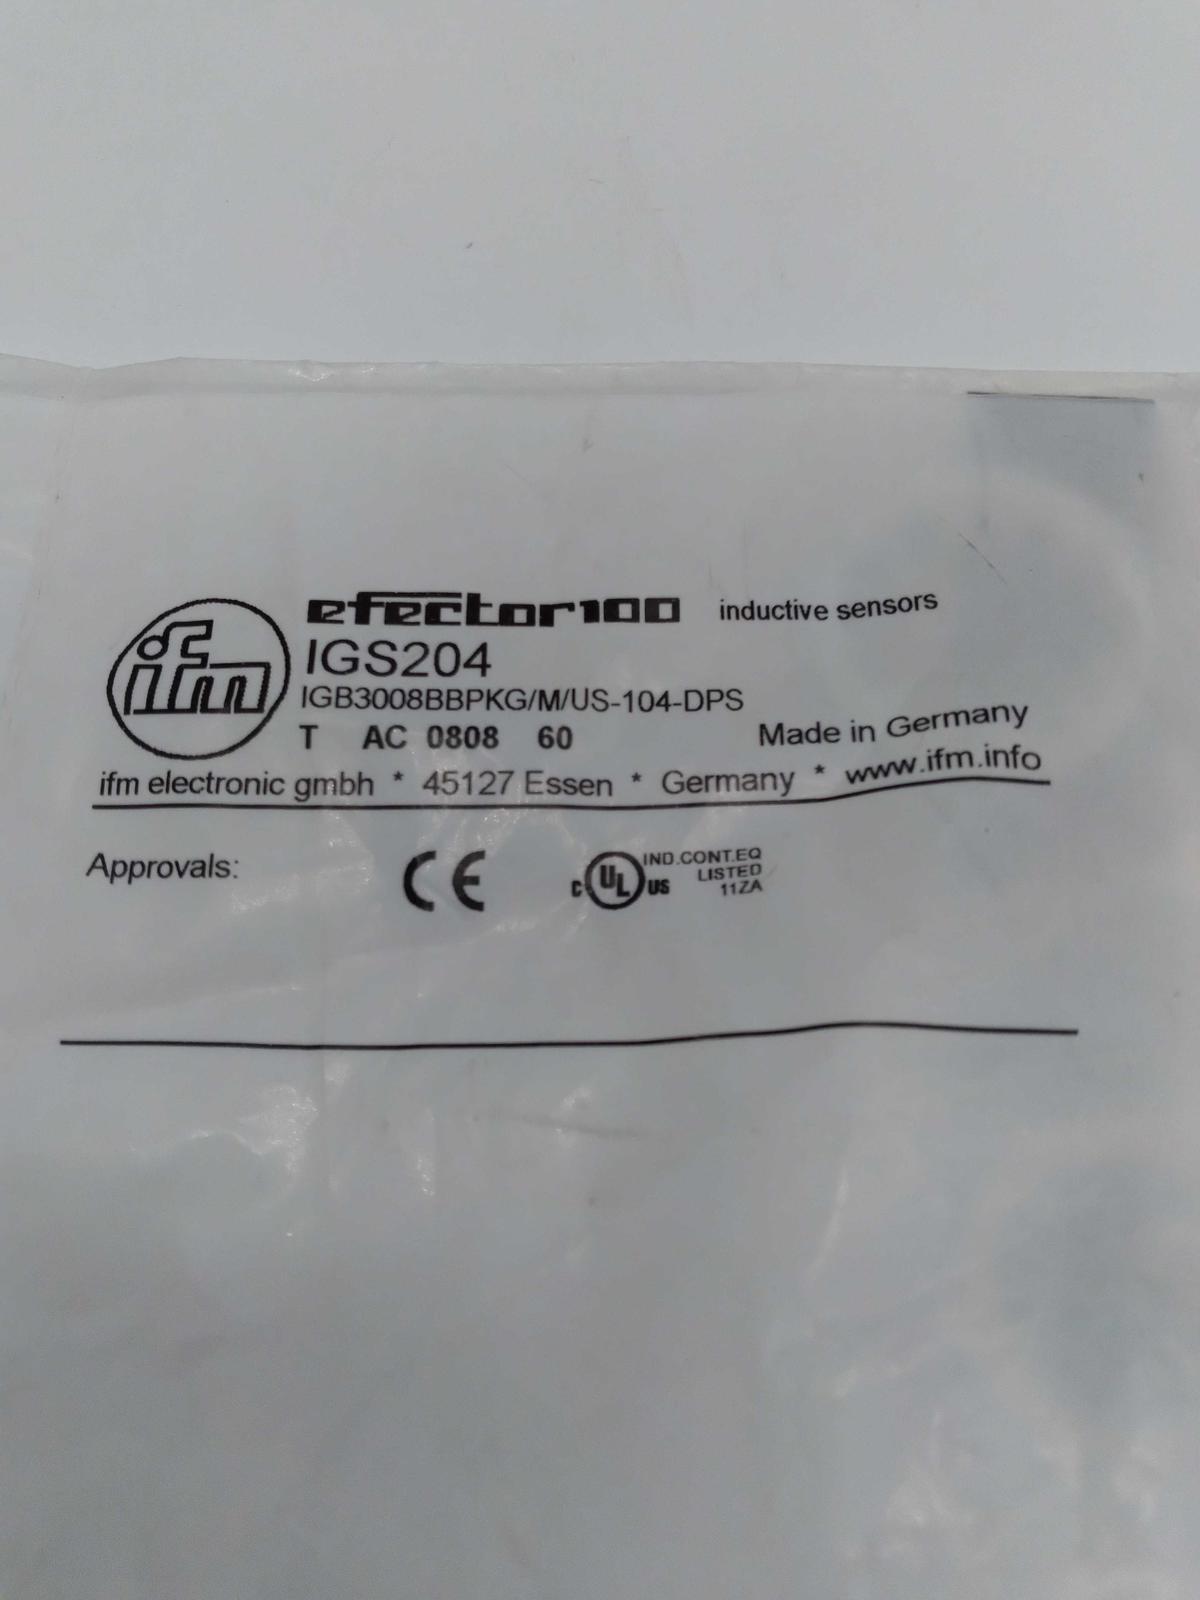 efector100 inductive sensors
ifm
IGS204
IGB3008BBPKG/M/US-104-DPS
T AC 0808 60 Made in Germany
ifm electronic gmbh * 45127 Essen * Germany * www.ifm.info
Approvals: CE c UL US IND.CONT.EQ
LISTED
11ZA